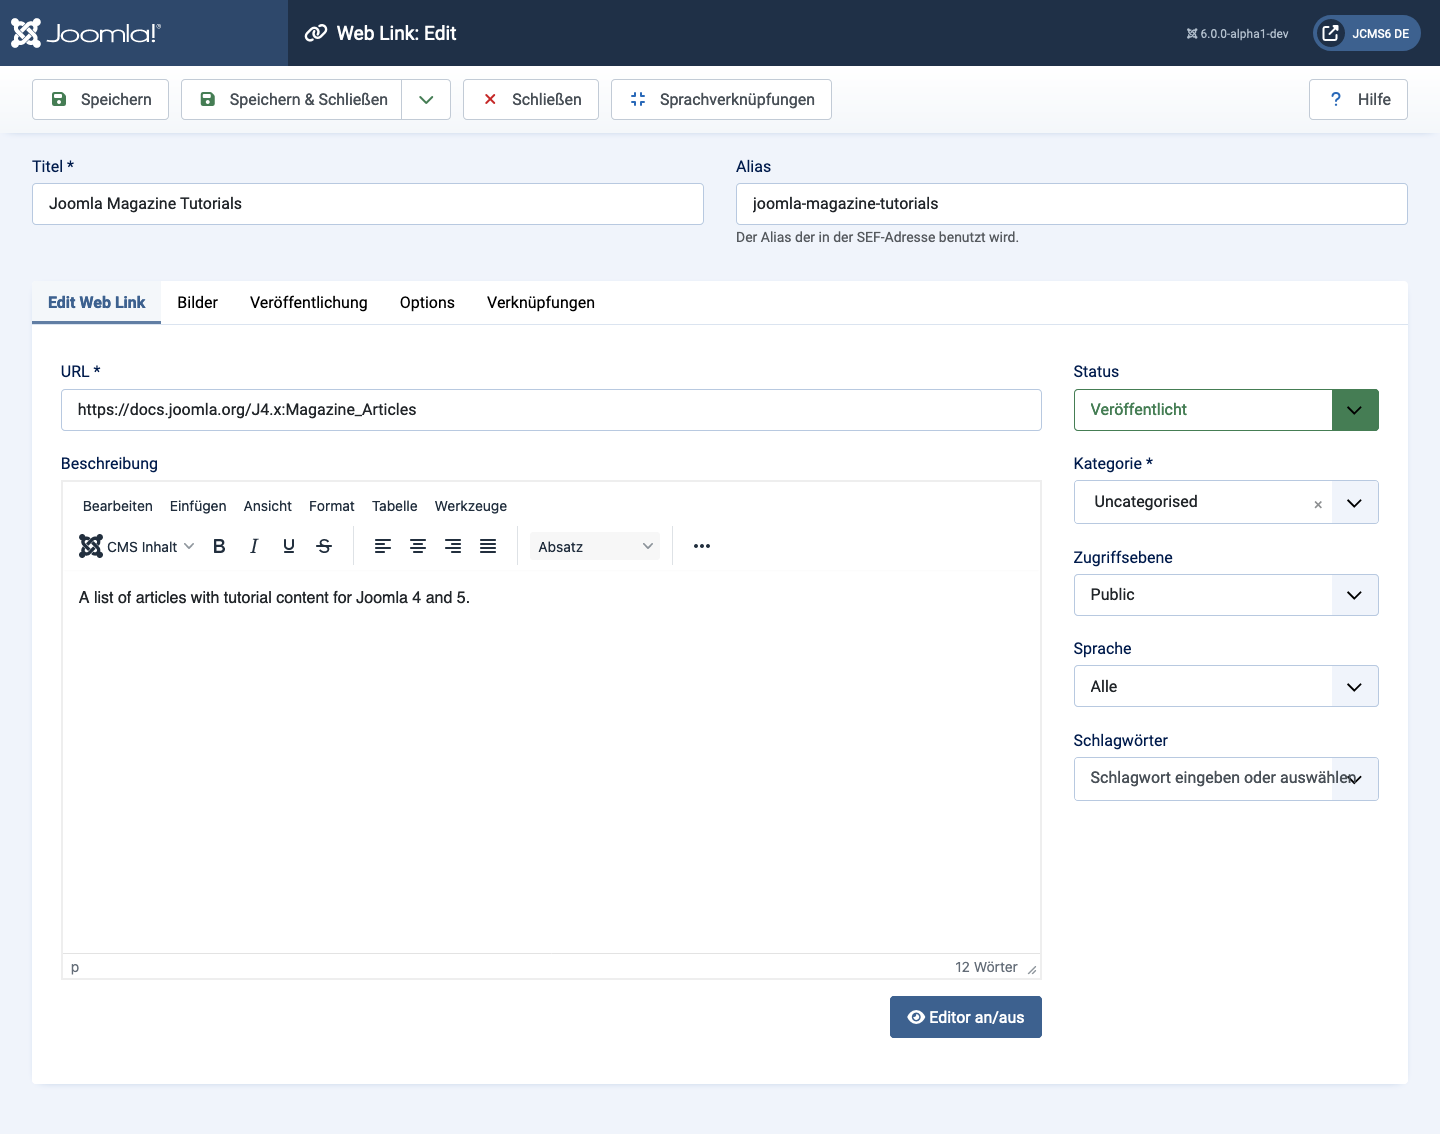 Joomla!® Web Link: Edit 6.0.0-alpha1-dev JCMS6 DE
Speichern Speichern & Schließen Schließen Sprachverknüpfungen ? Hilfe
Titel *
Joomla Magazine Tutorials
Alias
joomla-magazine-tutorials
Der Alias der in der SEF-Adresse benutzt wird.
Edit Web Link Bilder Veröffentlichung Options Verknüpfungen
URL *
https://docs.joomla.org/J4.x:Magazine_Articles
Beschreibung
Bearbeiten Einfügen Ansicht Format Tabelle Werkzeuge
CMS Inhalt B I U S Absatz
A list of articles with tutorial content for Joomla 4 and 5.
p 12 Wörter
Editor an/aus
Status
Veröffentlicht
Kategorie *
Uncategorised ×
Zugriffsebene
Public
Sprache
Alle
Schlagwörter
Schlagwort eingeben oder auswählen